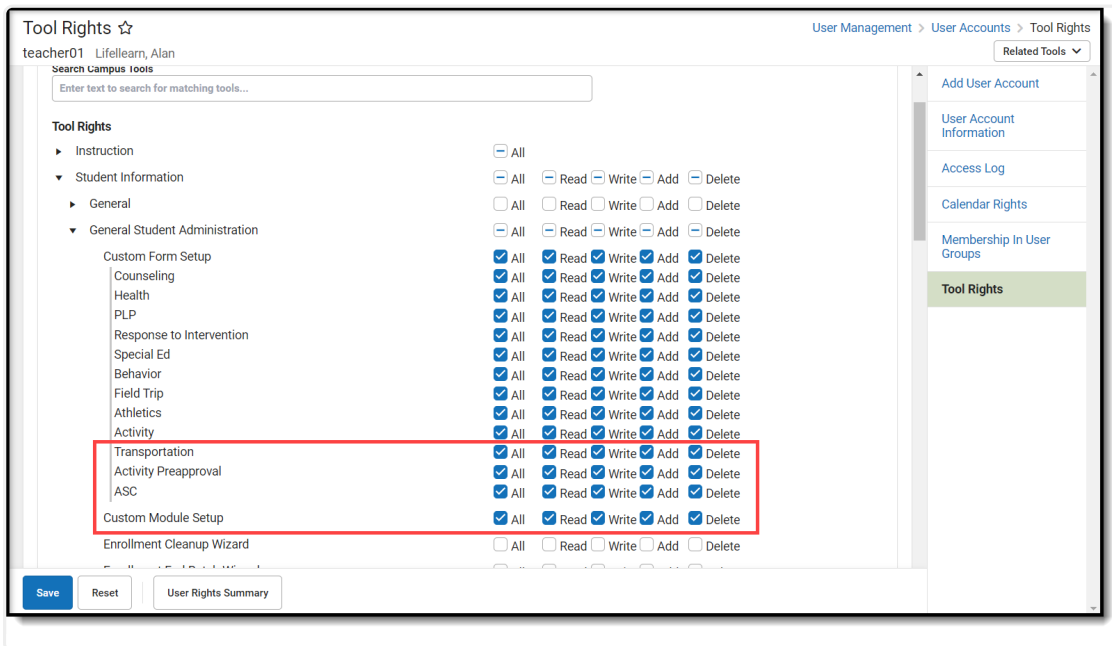 Tool Rights
User Management > User Accounts > Tool Rights
teacher01 Lifellearn, Alan
Related Tools
Search Campus Tools
Enter text to search for matching tools...
Tool Rights
Instruction All
Student Information All Read Write Add Delete
General All Read Write Add Delete
General Student Administration All Read Write Add Delete
Custom Form Setup All Read Write Add Delete
Counseling All Read Write Add Delete
Health All Read Write Add Delete
PLP All Read Write Add Delete
Response to Intervention All Read Write Add Delete
Special Ed All Read Write Add Delete
Behavior All Read Write Add Delete
Field Trip All Read Write Add Delete
Athletics All Read Write Add Delete
Activity All Read Write Add Delete
Transportation All Read Write Add Delete
Activity Preapproval All Read Write Add Delete
ASC All Read Write Add Delete
Custom Module Setup All Read Write Add Delete
Enrollment Cleanup Wizard All Read Write Add Delete
Save
Reset
User Rights Summary
Add User Account
User Account
Information
Access Log
Calendar Rights
Membership In User
Groups
Tool Rights